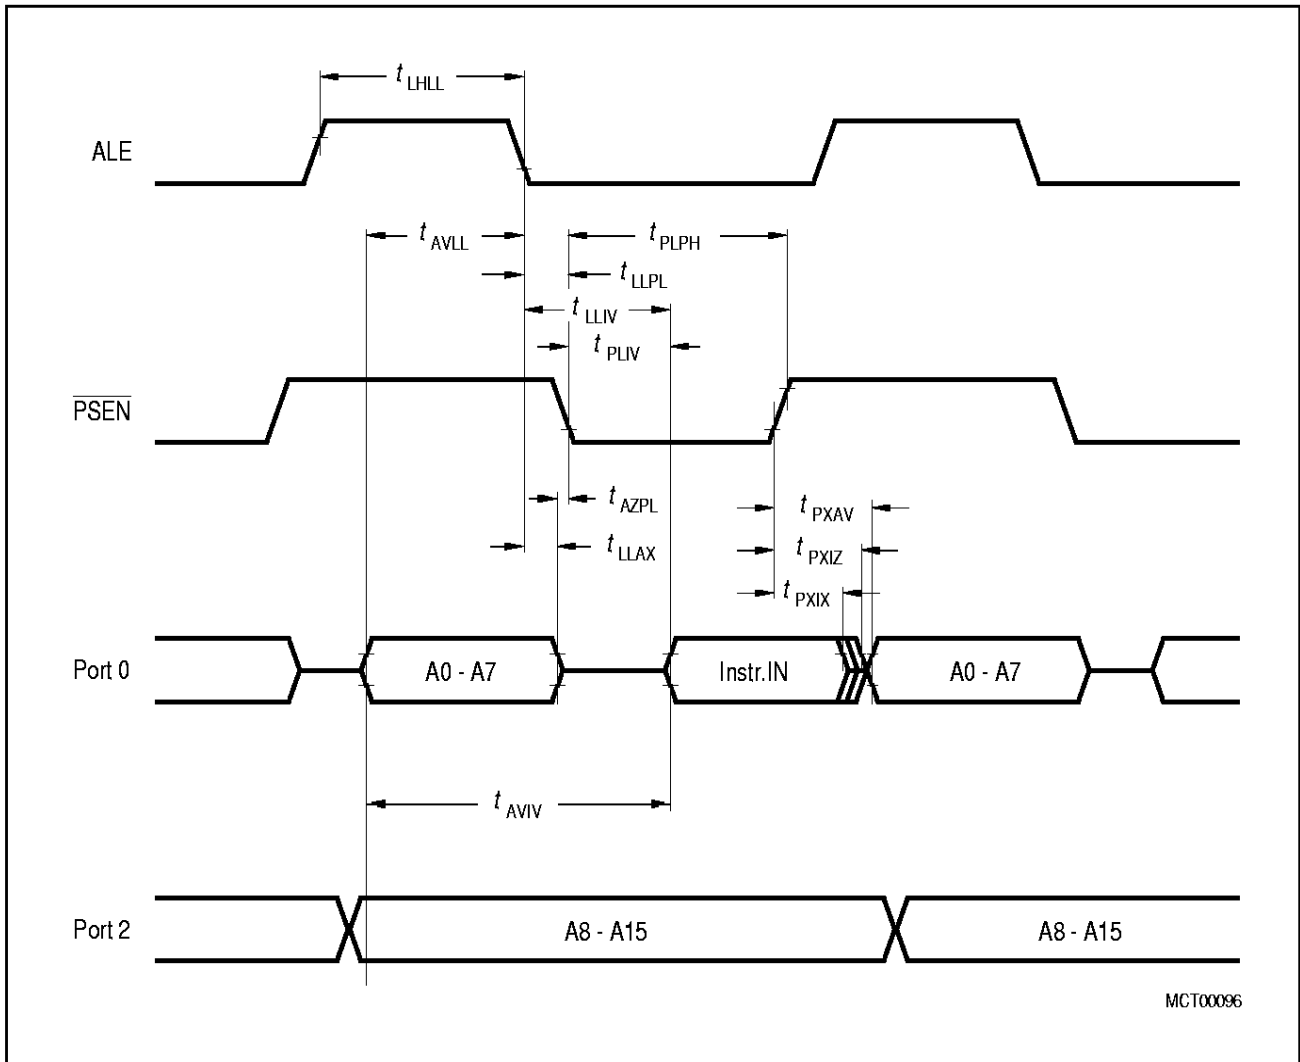 t LHLL
ALE
t AVLL
t PLPH
t LLPL
t LLIV
t PLIV
PSEN
t AZPL
t PXAV
t LLAX
t PXIZ
t PXIX
Port 0
A0 - A7
Instr.IN
A0 - A7
t AVIV
Port 2
A8 - A15
A8 - A15
MCT00096